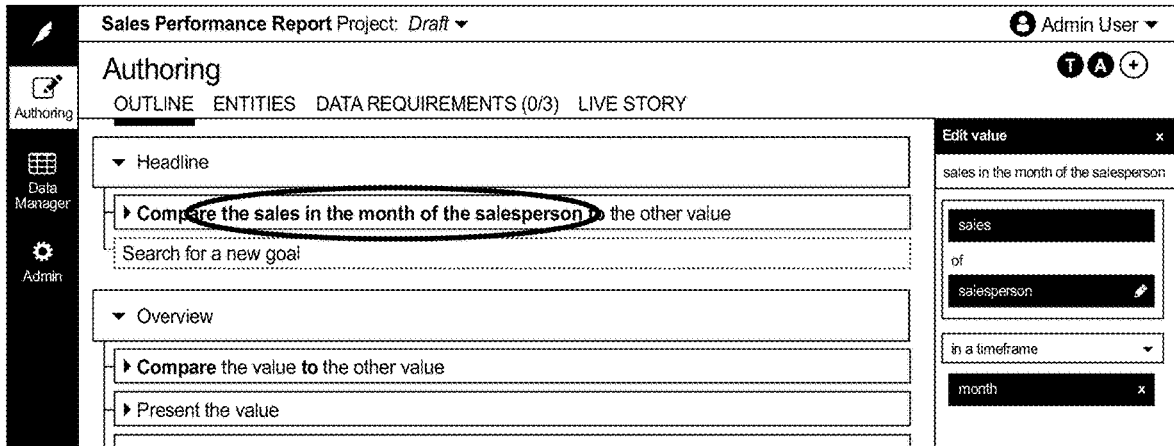 Sales Performance Report Project: Draft
Admin User
Authoring
T A +
OUTLINE ENTITIES DATA REQUIREMENTS (0/3) LIVE STORY
Authoring
Data
Manager
Admin
Headline
Compare the sales in the month of the salesperson to the other value
Search for a new goal
Overview
Compare the value to the other value
Present the value
Edit value x
sales in the month of the salesperson
sales
of
salesperson
in a timeframe
month x